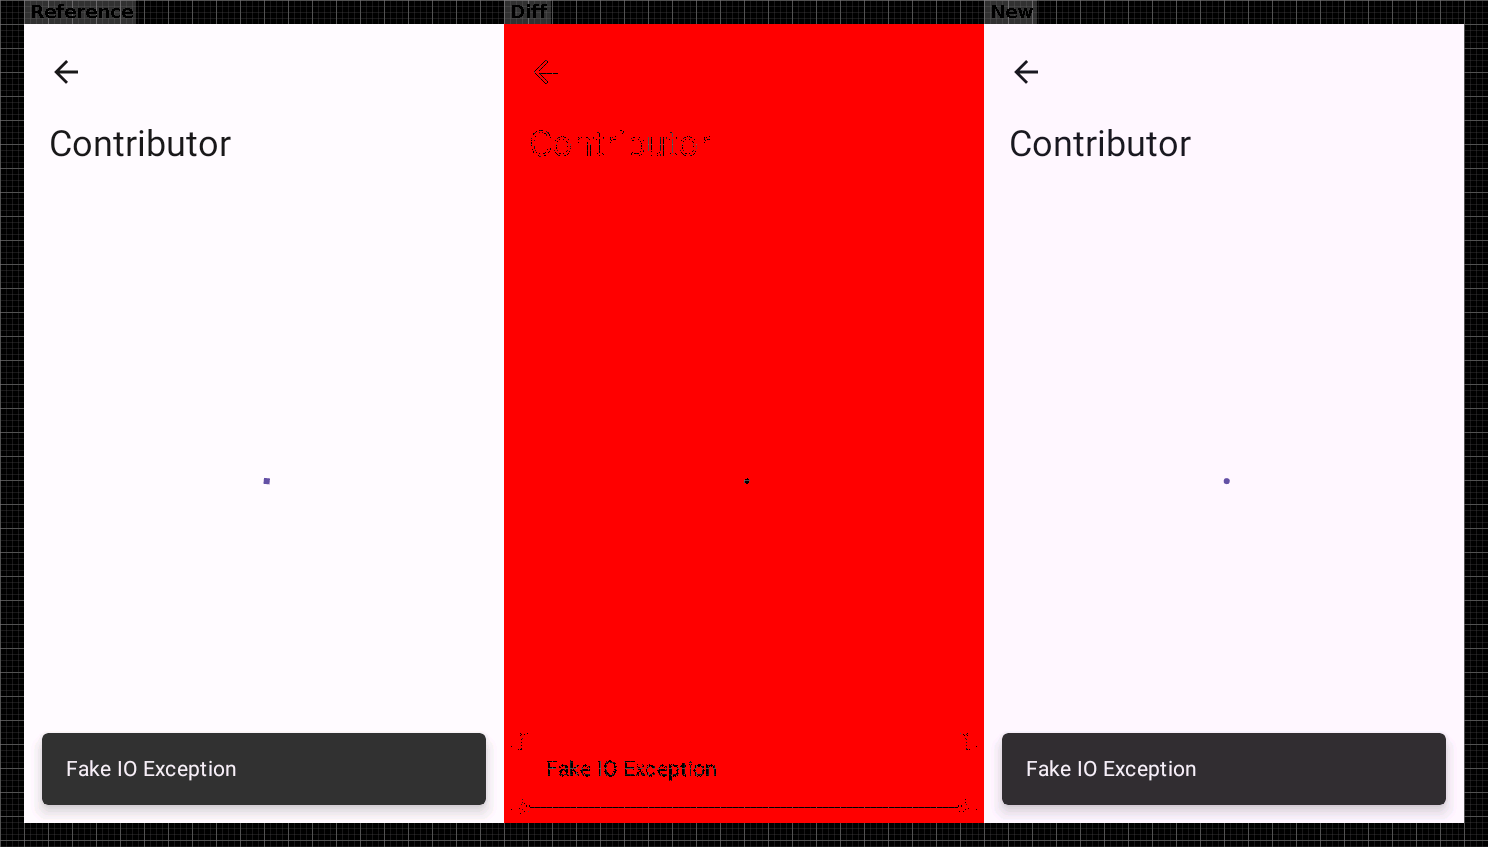 Reference
Diff
New
Contributor
Contributor
Contributor
Fake IO Exception
Fake IO Exception
Fake IO Exception